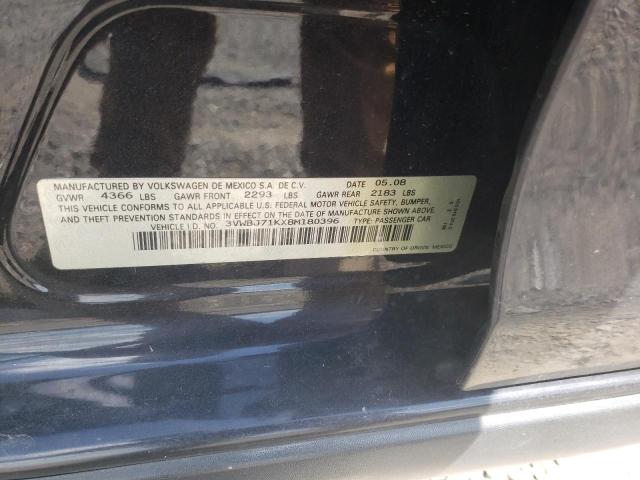 MANUFACTURED BY VOLKSWAGEN DE MEXICO S.A. DE C.V. DATE 05.08
GVWR 4366 LBS GAWR FRONT 2293 LBS GAWR REAR 2183 LBS
THIS VEHICLE CONFORMS TO ALL APPLICABLE U.S. FEDERAL MOTOR VEHICLE SAFETY, BUMPER,
AND THEFT PREVENTION STANDARDS IN EFFECT ON THE DATE OF MANUFACTURE SHOWN ABOVE.
VEHICLE I.D. NO. 3VWBJ71KX8M180396 TYPE: PASSENGER CAR
COUNTRY OF ORIGIN: MEXICO